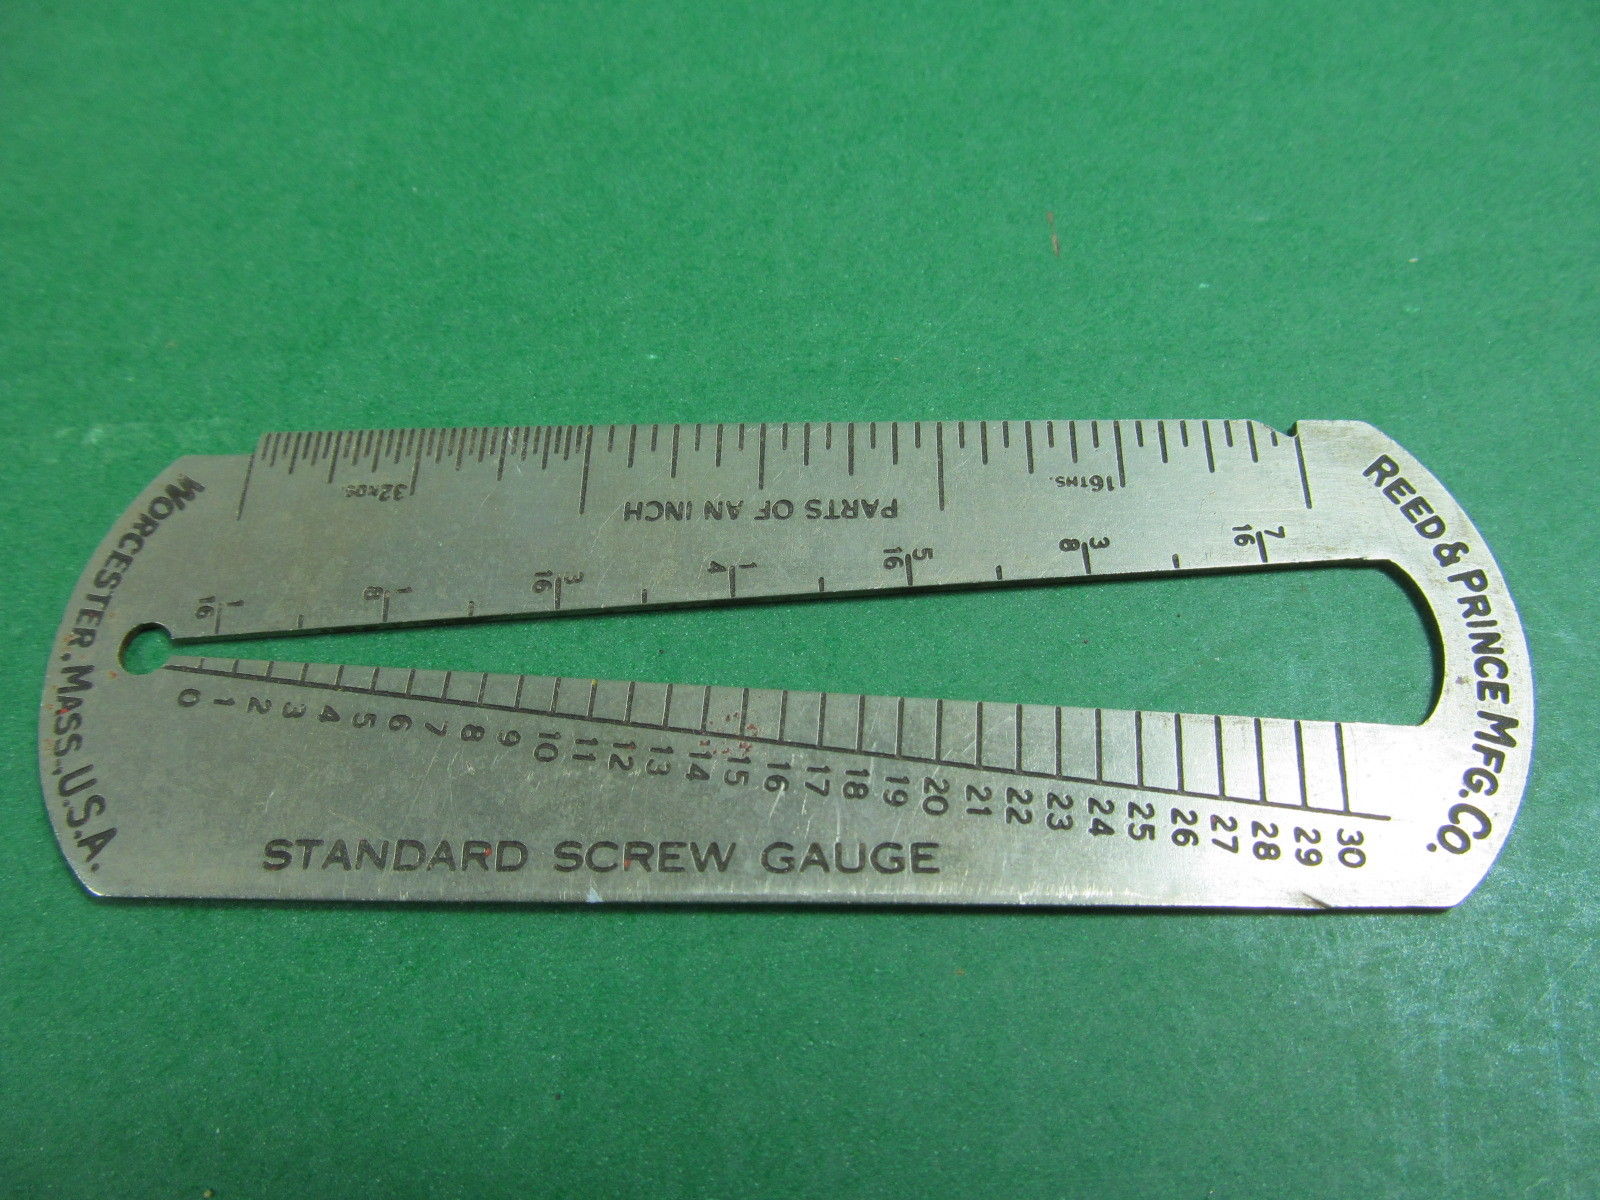 WORCESTER, MASS., U.S.A.
REED & PRINCE MFG. CO.
32NDS.
16THS.
PARTS OF AN INCH
1/16 1/8 3/16 1/4 5/16 3/8 7/16
0 1 2 3 4 5 6 7 8 9 10 11 12 13 14 15 16 17 18 19 20 21 22 23 24 25 26 27 28 29 30
STANDARD SCREW GAUGE